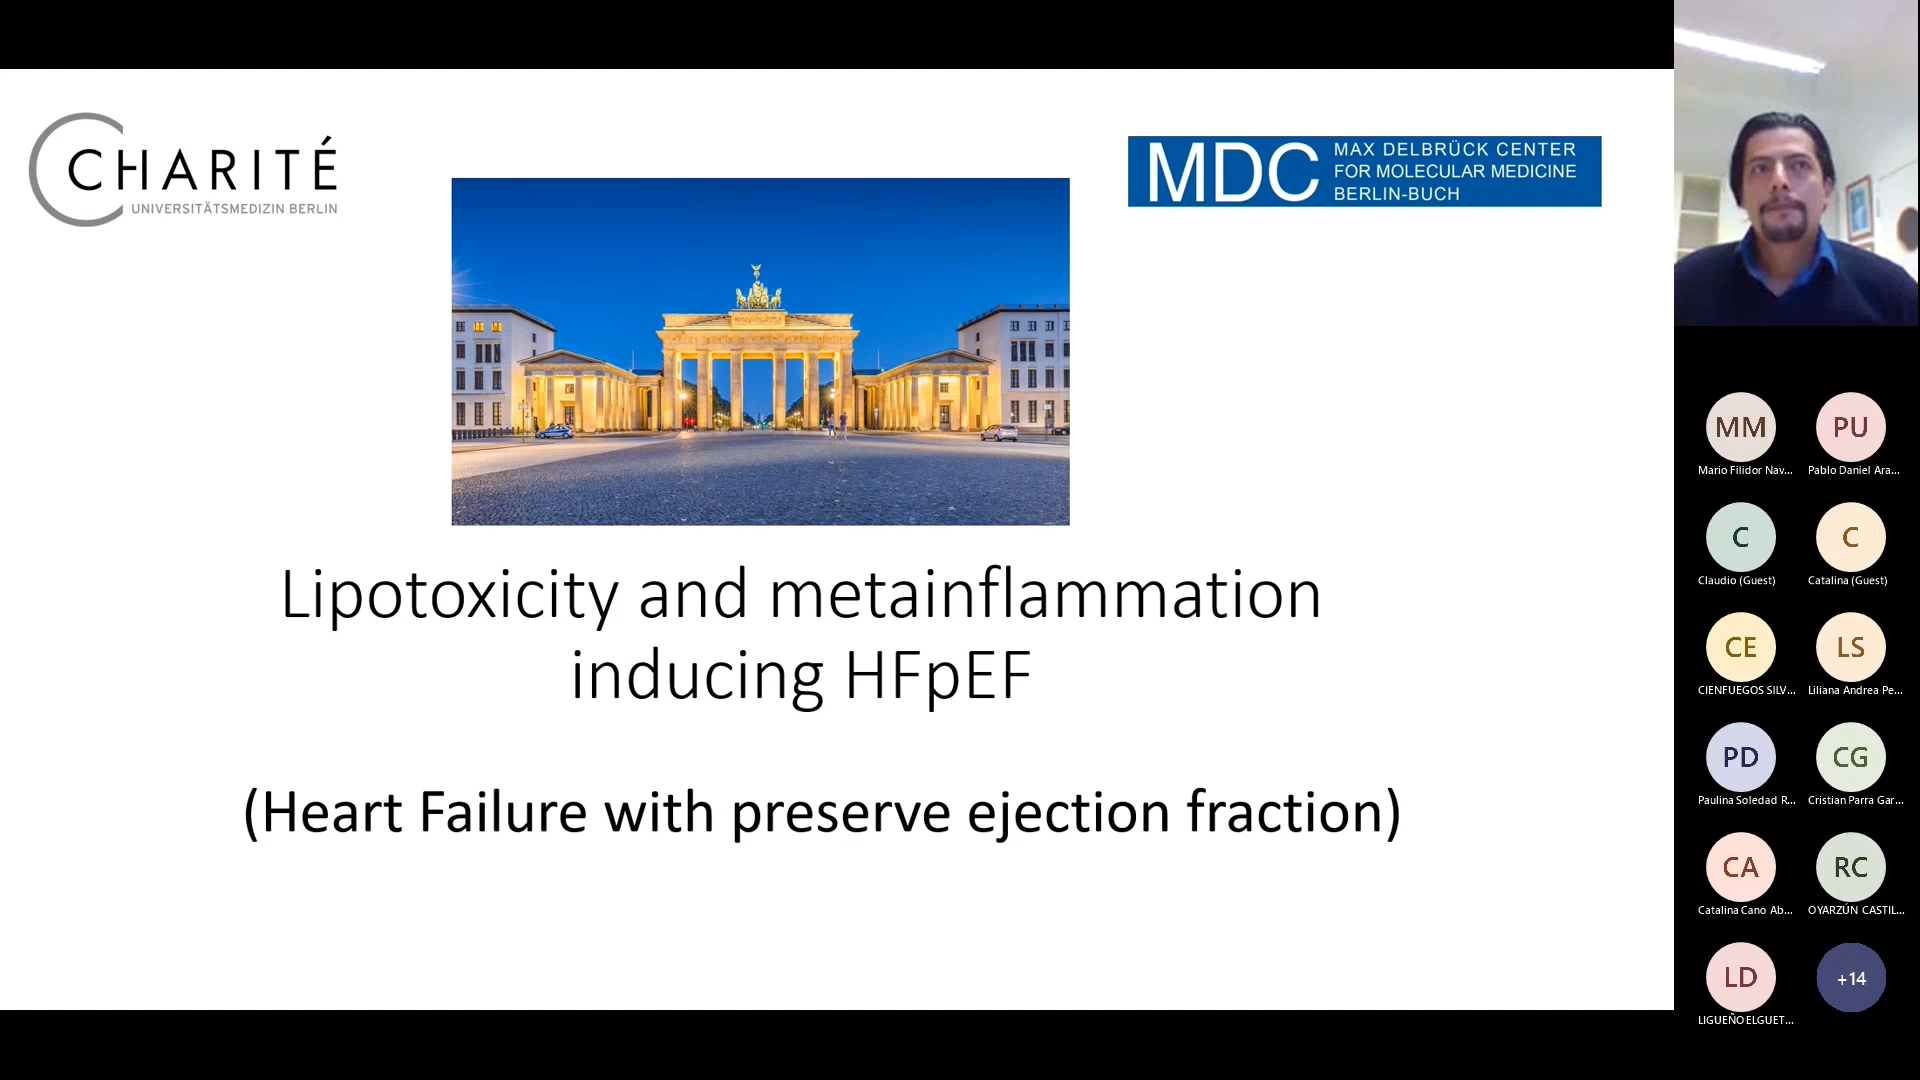 CHARITÉ
UNIVERSITÄTSMEDIZIN BERLIN
MDC
MAX DELBRÜCK CENTER
FOR MOLECULAR MEDICINE
BERLIN-BUCH
Lipotoxicity and metainflammation
inducing HFpEF
(Heart Failure with preserve ejection fraction)
MM
PU
Mario Filidor Nav...
Pablo Daniel Ara...
C
C
Claudio (Guest)
Catalina (Guest)
CE
LS
CIENFUEGOS SILV...
Liliana Andrea Pe...
PD
CG
Paulina Soledad R...
Cristian Parra Gar...
CA
RC
Catalina Cano Ab...
OYARZÚN CASTIL...
LD
+14
LIGUEÑO ELGUET...